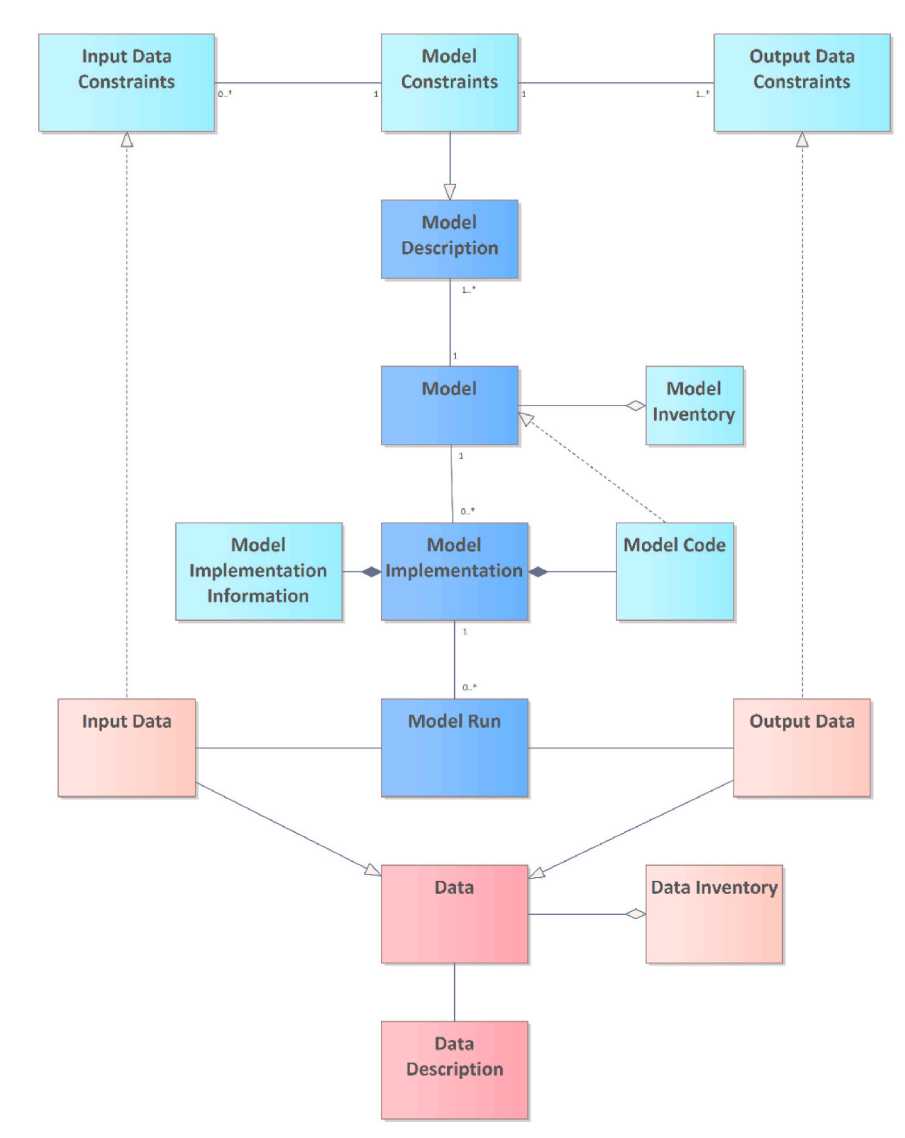 Input Data
Constraints
Model
Constraints
Output Data
Constraints
0..*
1
1
1..*
Model
Description
1..*
1
Model
Model
Inventory
1
0..*
Model
Implementation
Information
Model
Implementation
Model Code
1
0..*
Input Data
Model Run
Output Data
Data
Data Inventory
Data
Description